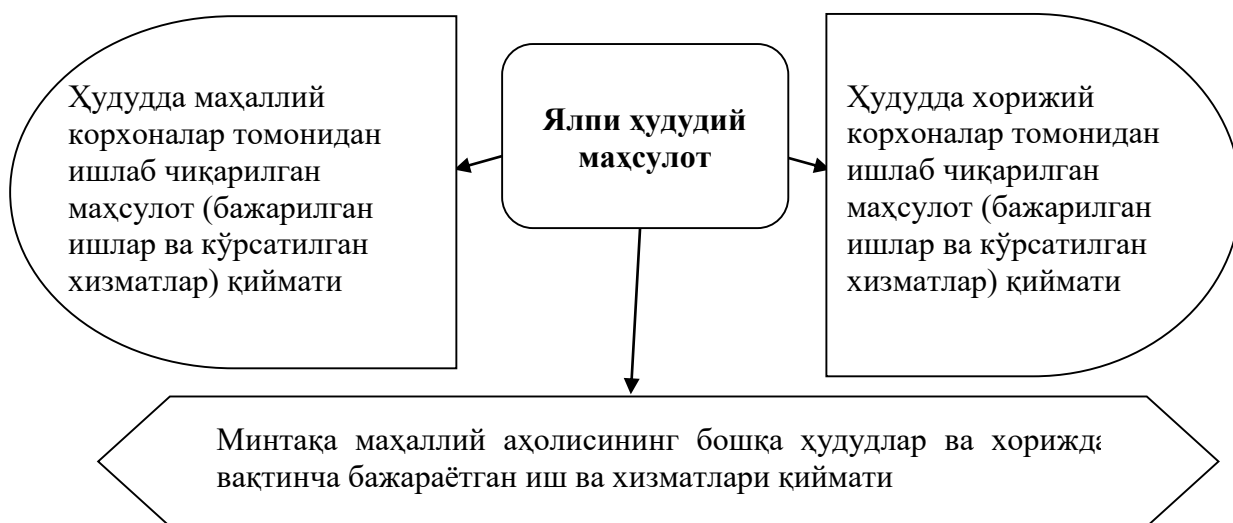 Ҳудудда маҳаллий
корхоналар томонидан
ишлаб чиқарилган
маҳсулот (бажарилган
ишлар ва кўрсатилган
хизматлар) қиймати
Ялпи ҳудудий
маҳсулот
Ҳудудда хорижий
корхоналар томонидан
ишлаб чиқарилган
маҳсулот (бажарилган
ишлар ва кўрсатилган
хизматлар) қиймати
Минтақа маҳаллий аҳолисининг бошқа ҳудудлар ва хорижда
вақтинча бажараётган иш ва хизматлари қиймати